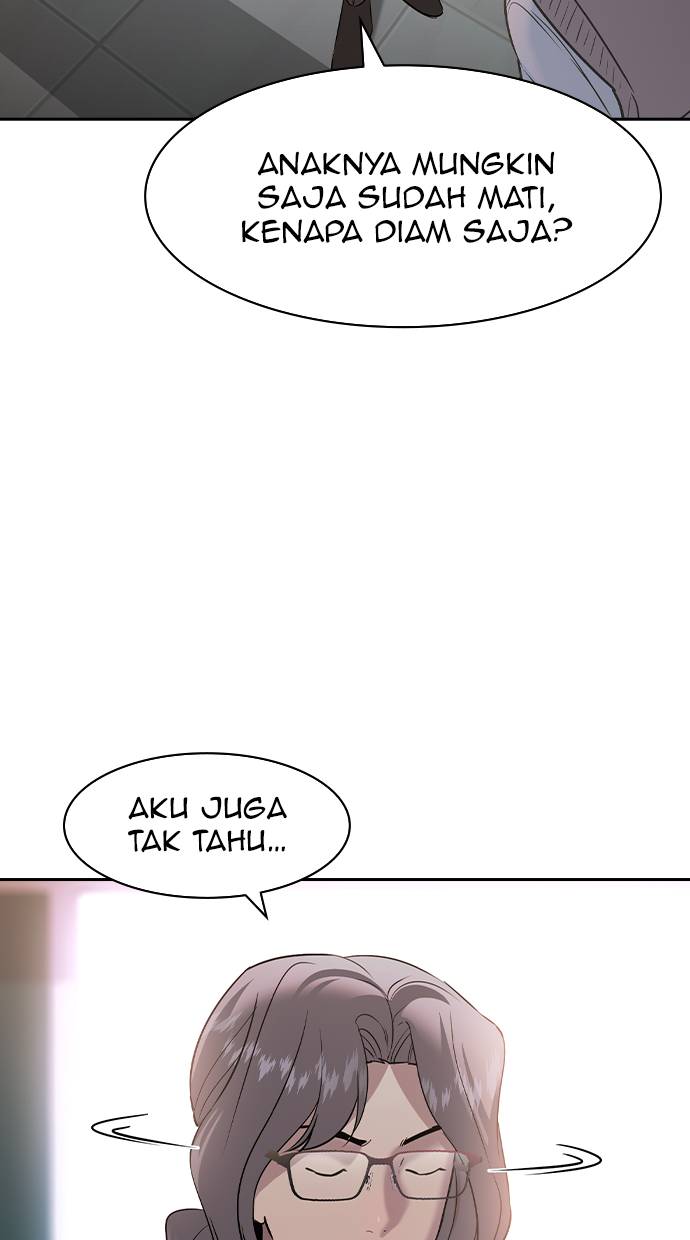 ANAKNYA MUNGKIN
SAJA SUDAH MATI,
KENAPA DIAM SAJA?
AKU JUGA
TAK TAHU...